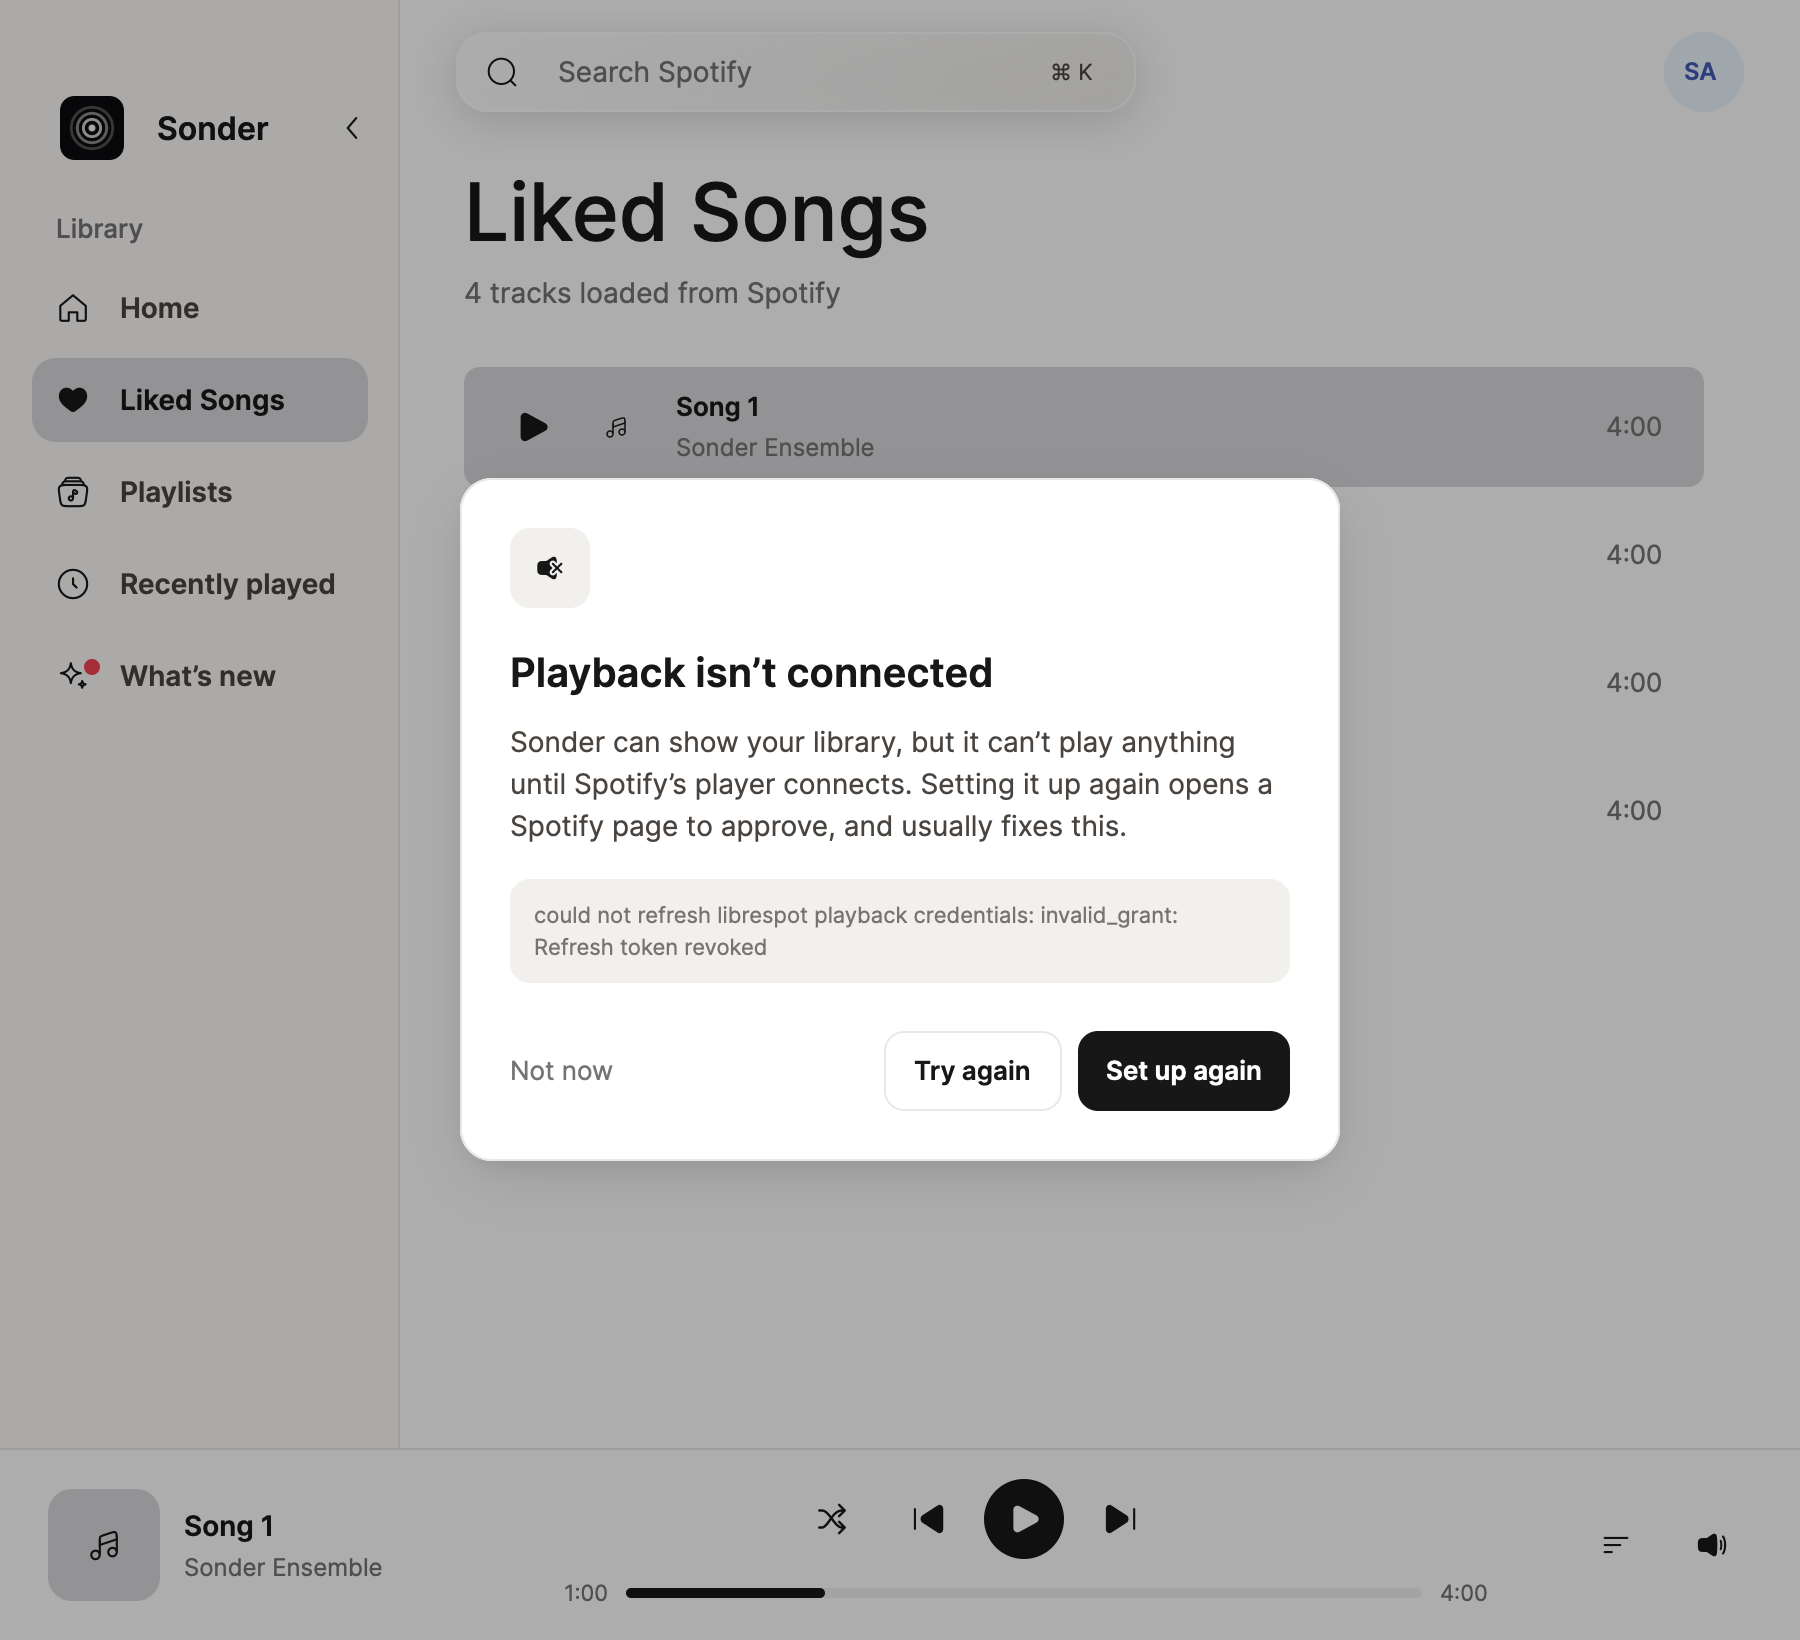 Search Spotify
⌘ K
SA
Sonder
Library
Home
Liked Songs
Playlists
Recently played
What’s new
Liked Songs
4 tracks loaded from Spotify
Song 1
Sonder Ensemble
4:00
4:00
4:00
4:00
Playback isn’t connected
Sonder can show your library, but it can’t play anything
until Spotify’s player connects. Setting it up again opens a
Spotify page to approve, and usually fixes this.
could not refresh librespot playback credentials: invalid_grant:
Refresh token revoked
Not now
Try again
Set up again
Song 1
Sonder Ensemble
1:00
4:00